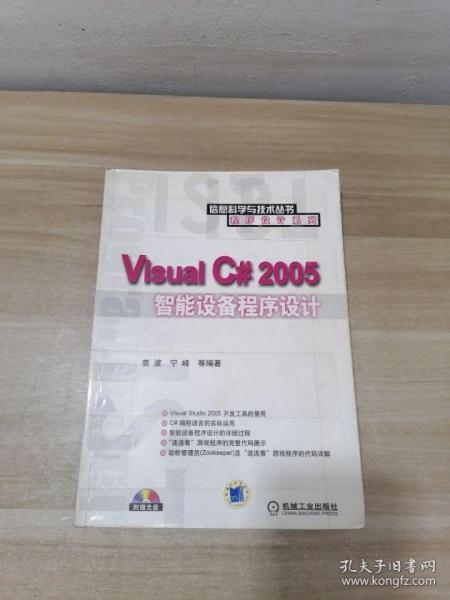 信息科学与技术丛书
程序设计系列
Visual C# 2005
智能设备程序设计
姜波 宁峰 等编著
Visual Studio 2005 开发工具的使用
C# 编程语言的实际运用
智能设备程序设计的详细过程
"连连看"游戏程序的完整代码展示
动物管理员(Zookeeper)及"连连看"游戏程序的代码详解
附赠光盘
机械工业出版社
CHINA MACHINE PRESS
孔夫子旧书网
www.kongfz.com